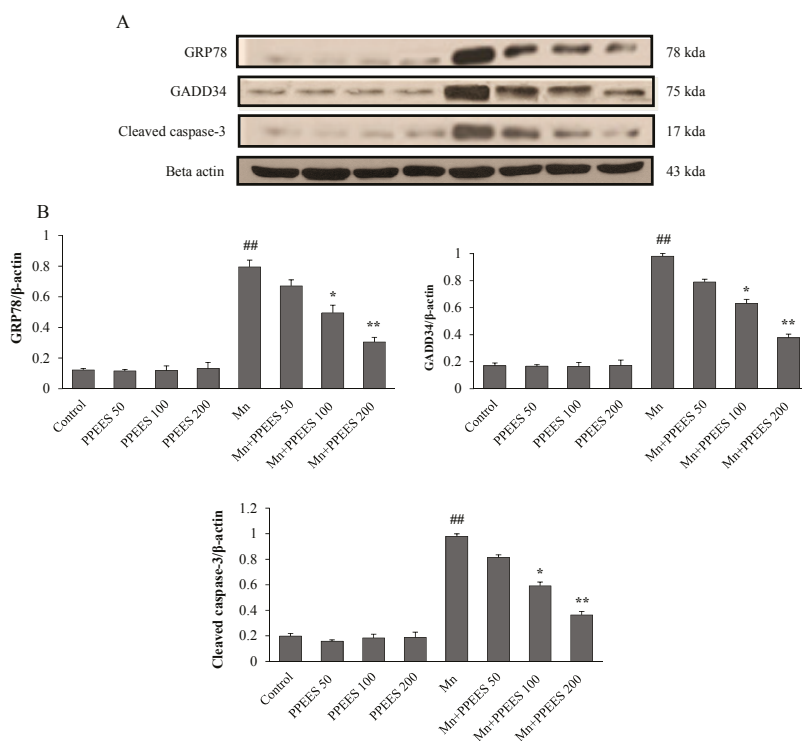 A
GRP78 78 kda
GADD34 75 kda
Cleaved caspase-3 17 kda
Beta actin 43 kda
B
GRP78/β-actin
1
0.8
0.6
0.4
0.2
0
##
*
**
Control
PPEES 50
PPEES 100
PPEES 200
Mn
Mn+PPEES 50
Mn+PPEES 100
Mn+PPEES 200
GADD34/β-actin
1
0.8
0.6
0.4
0.2
0
##
*
**
Control
PPEES 50
PPEES 100
PPEES 200
Mn
Mn+PPEES 50
Mn+PPEES 100
Mn+PPEES 200
Cleaved caspase-3/β-actin
1.2
1
0.8
0.6
0.4
0.2
0
##
*
**
Control
PPEES 50
PPEES 100
PPEES 200
Mn
Mn+PPEES 50
Mn+PPEES 100
Mn+PPEES 200